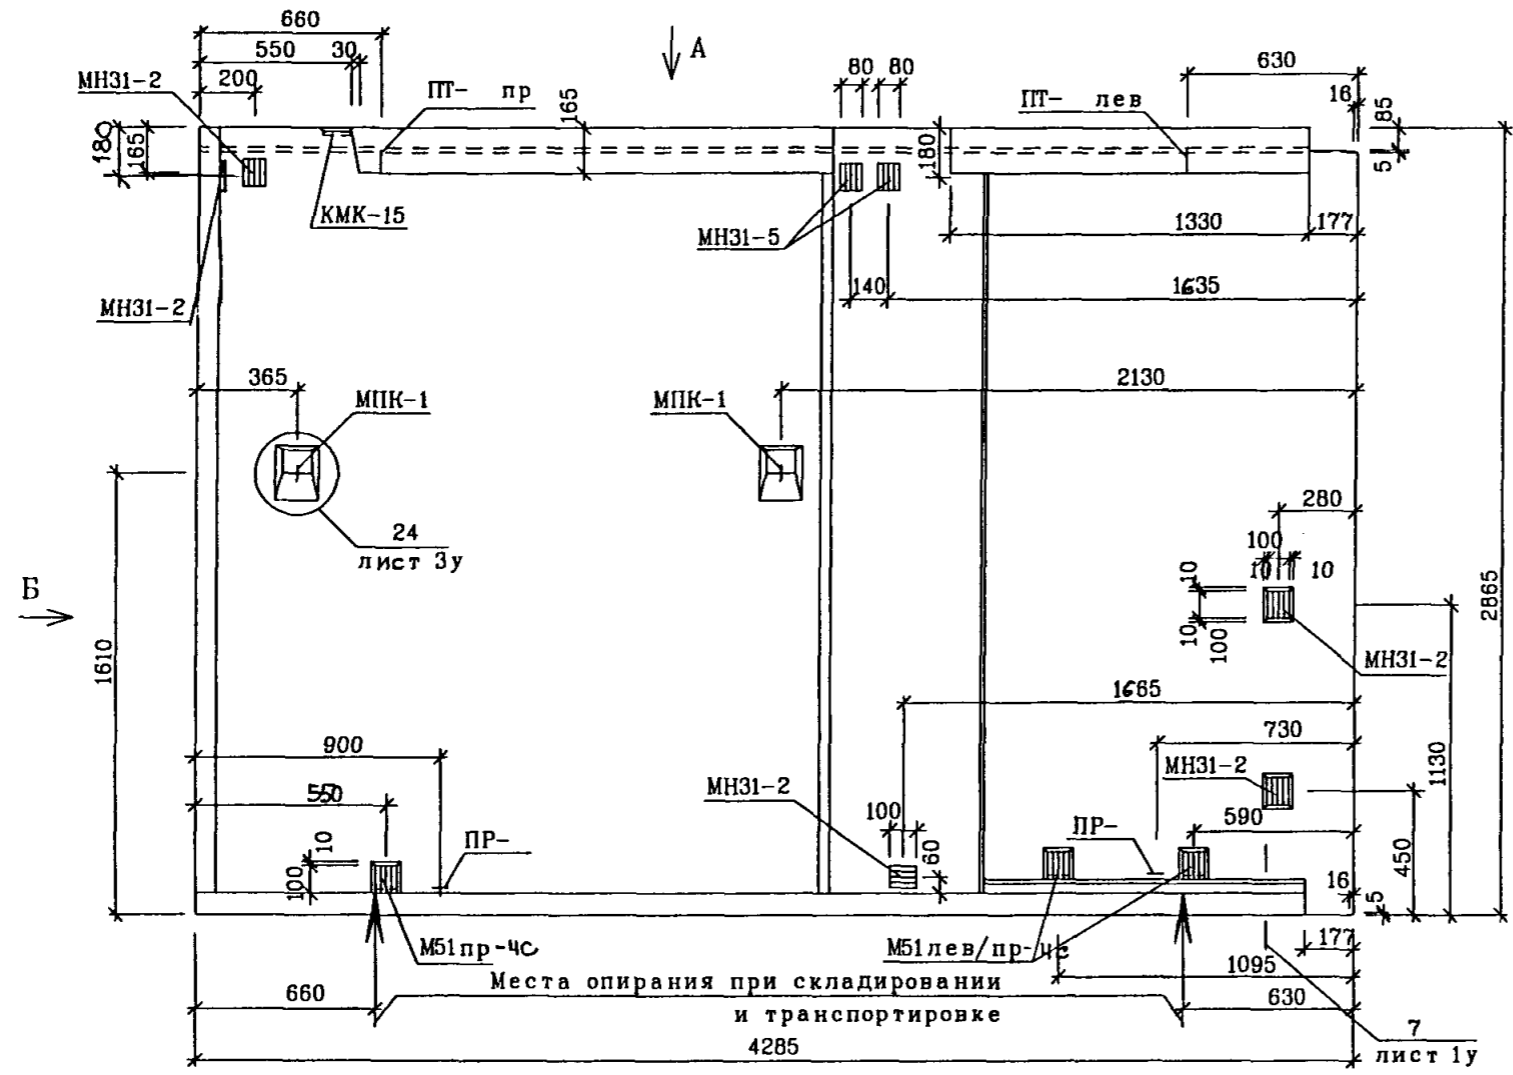 660
550
30
200
МН31-2
А
ПТ- пр
165
80
80
ПТ- лев
630
16
85
180
165
180
5
КМК-15
МН31-5
1330
177
МН31-2
140
1635
365
2130
МПК-1
МПК-1
280
24
лист 3у
100
10
10
10
Б
2865
10
100
1610
МН31-2
1665
900
730
1130
МН31-2
МН31-2
550
100
590
10
ПР-
ПР-
60
450
100
16
5
М51пр-чс
М51лев/пр-чс
177
Места опирания при складировании
1095
660
и транспортировке
630
4285
7
лист 1у